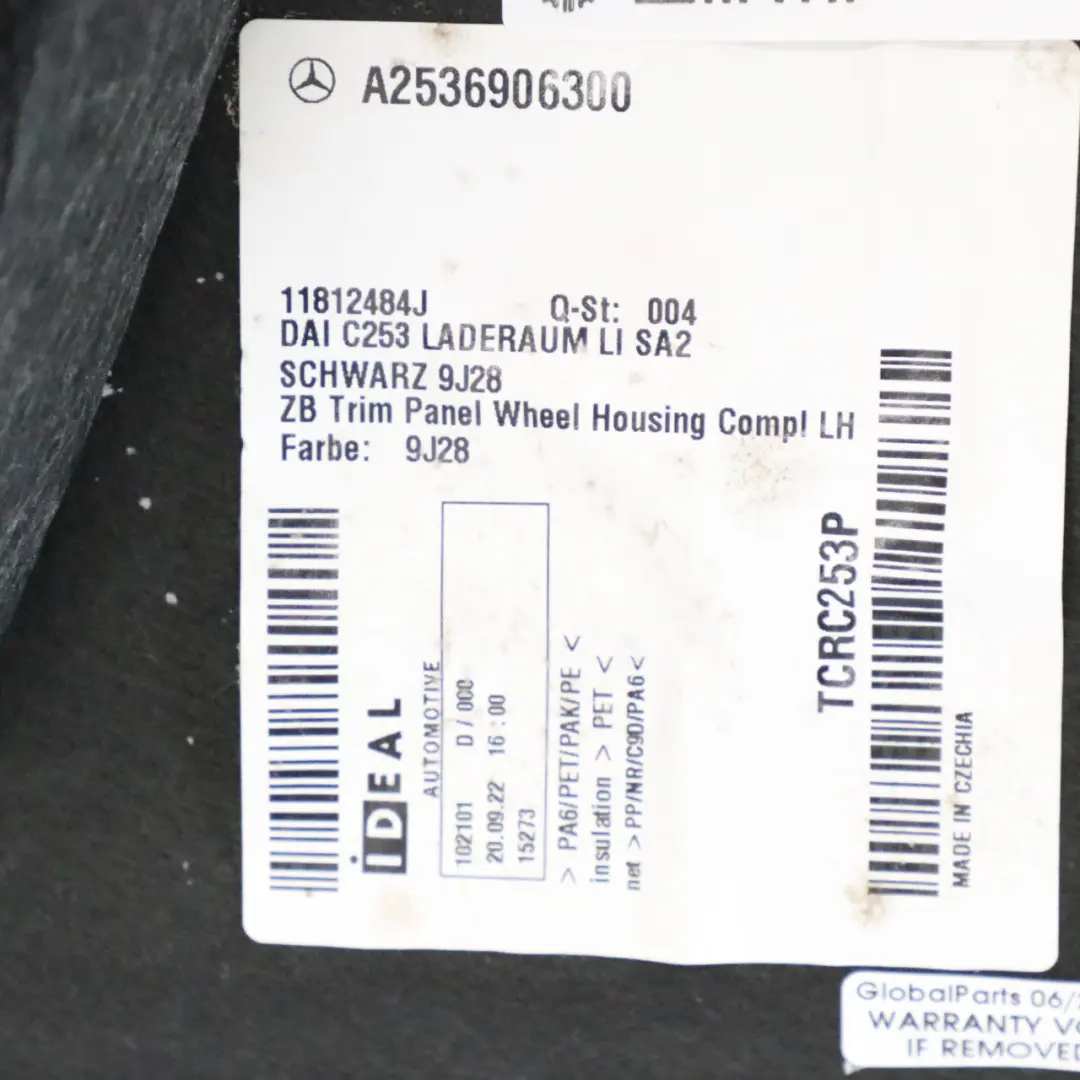 A2536906300
11812484J Q-St: 004
DAI C253 LADERAUM LI SA2
SCHWARZ 9J28
ZB Trim Panel Wheel Housing Compl LH
Farbe: 9J28
iDEAL
AUTOMOTIVE
102101 D/000
20.09.22 16:00
15273
> PA6/PET/PAK/PE <
insulation > PET <
net >PP/NR/C90/PA6<
TCRC253P
MADE IN CZECHIA
GlobalParts 06/
WARRANTY
IF REMOVED